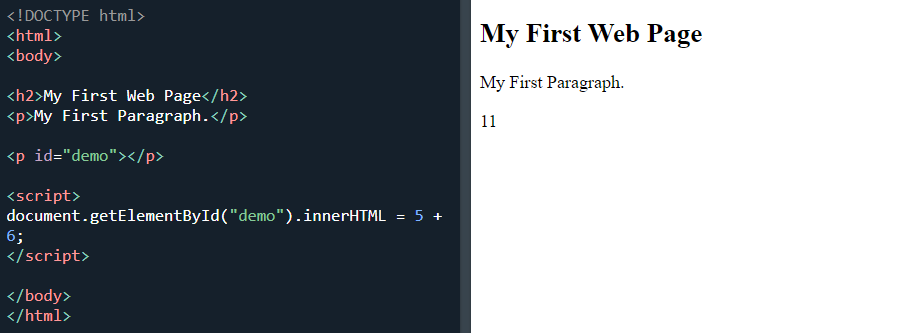 <!DOCTYPE html>
<html>
<body>
<h2>My First Web Page</h2>
<p>My First Paragraph.</p>
<p id="demo"></p>
<script>
document.getElementById("demo").innerHTML = 5 +
6;
</script>
</body>
</html>
My First Web Page
My First Paragraph.
11